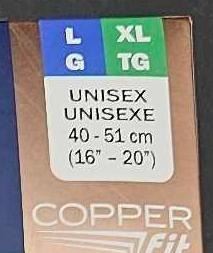 L XL
G TG
UNISEX
UNISEXE
40 - 51 cm
(16" - 20")
COPPER
fit